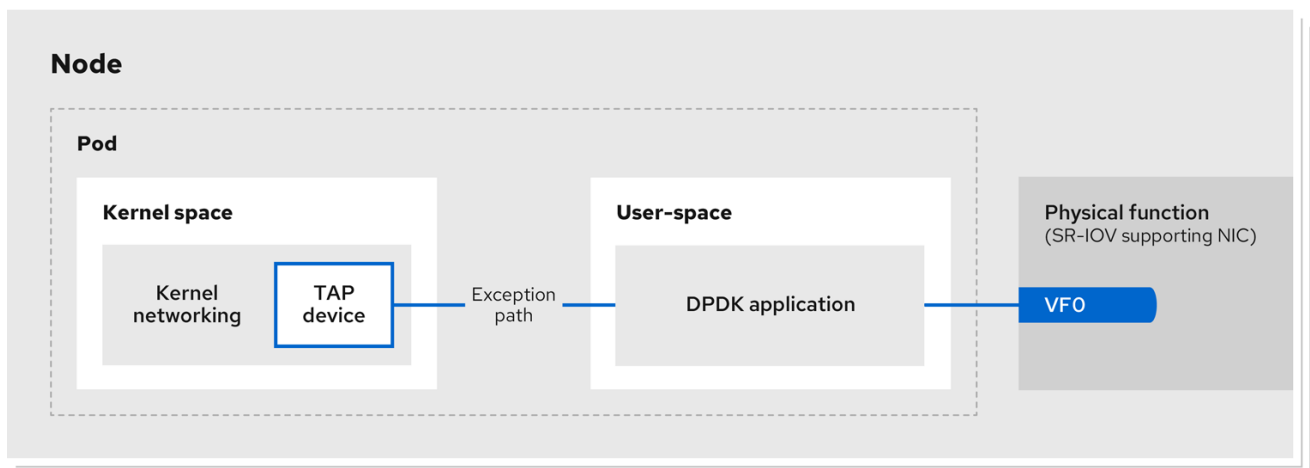 Node
Pod
Kernel space
Kernel
networking
TAP
device
Exception
path
User-space
DPDK application
Physical function
(SR-IOV supporting NIC)
VF0